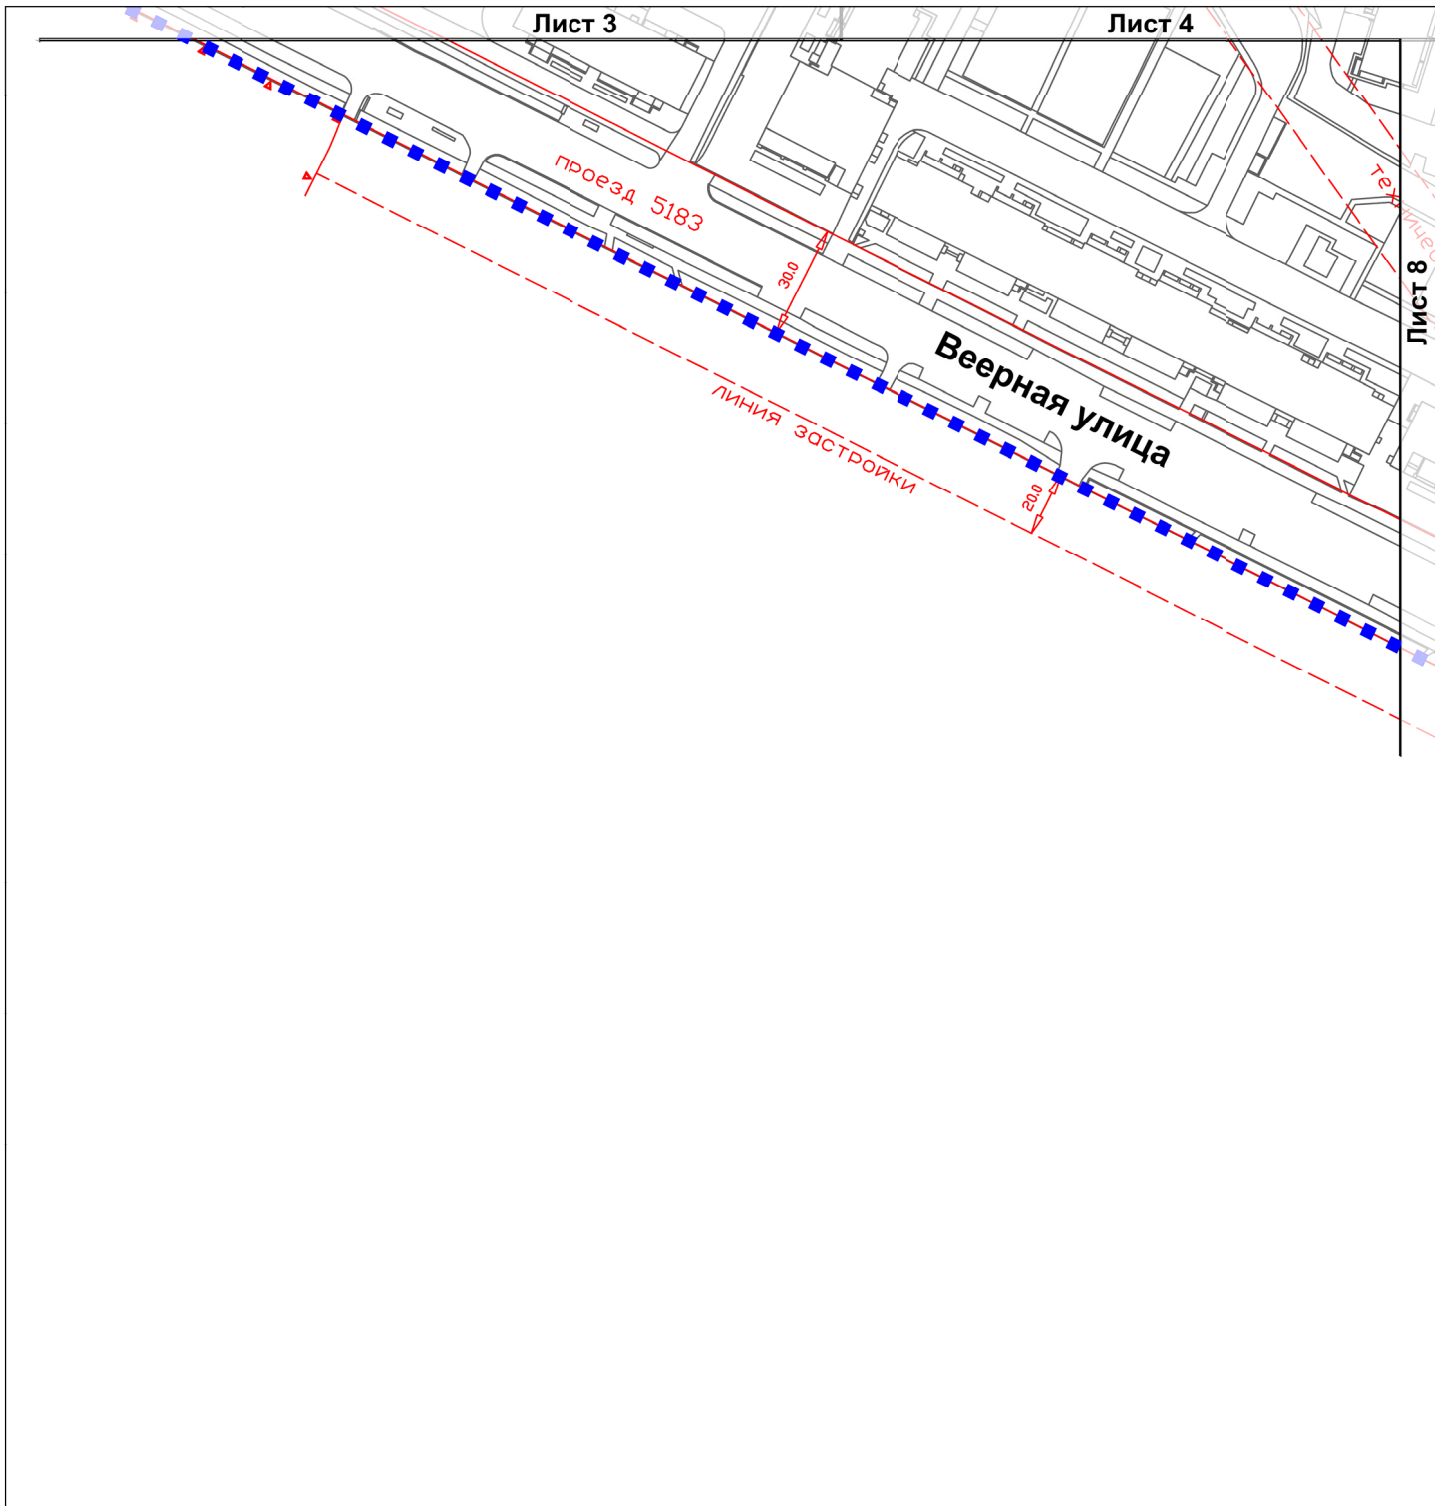 Лист 3
Лист 4
проезд 5183
30.0
Лист 8
Веерная улица
линия застройки
20.0